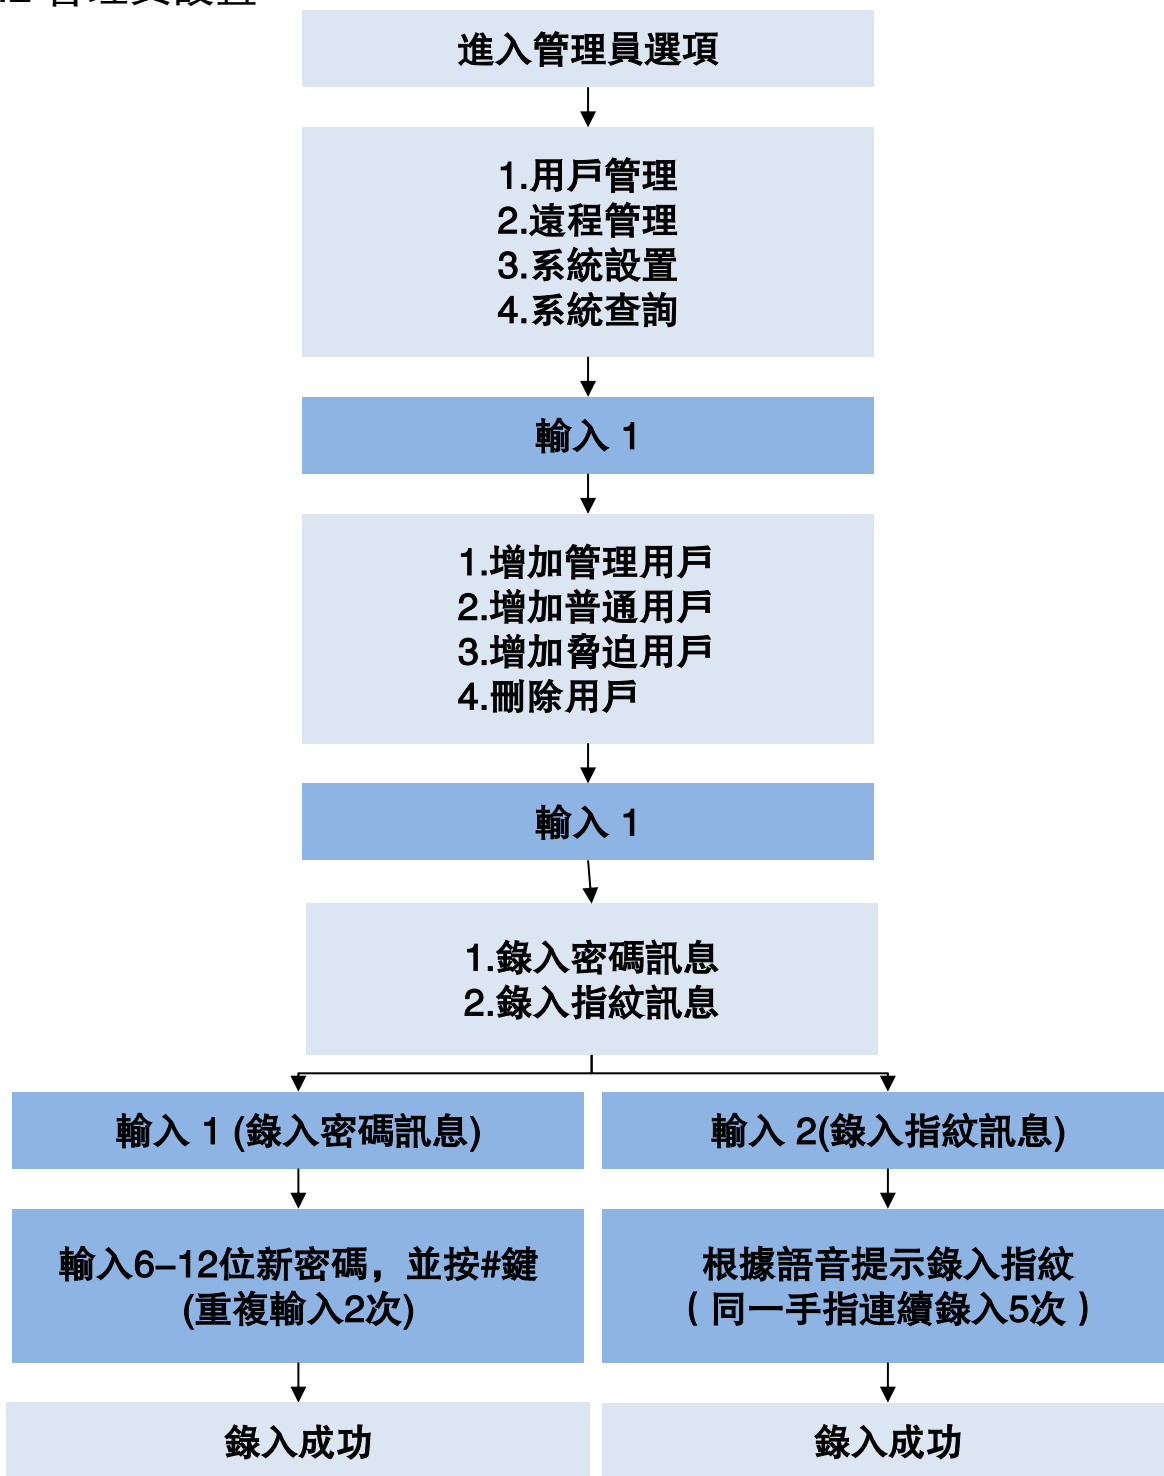 進入管理員選項
1.用戶管理
2.遠程管理
3.系統設置
4.系統查詢
輸入 1
1.增加管理用戶
2.增加普通用戶
3.增加脅迫用戶
4.刪除用戶
輸入 1
1.錄入密碼訊息
2.錄入指紋訊息
輸入 1 (錄入密碼訊息)
輸入 2(錄入指紋訊息)
輸入6–12位新密碼，並按#鍵
(重複輸入2次)
根據語音提示錄入指紋
（同一手指連續錄入5次）
錄入成功
錄入成功